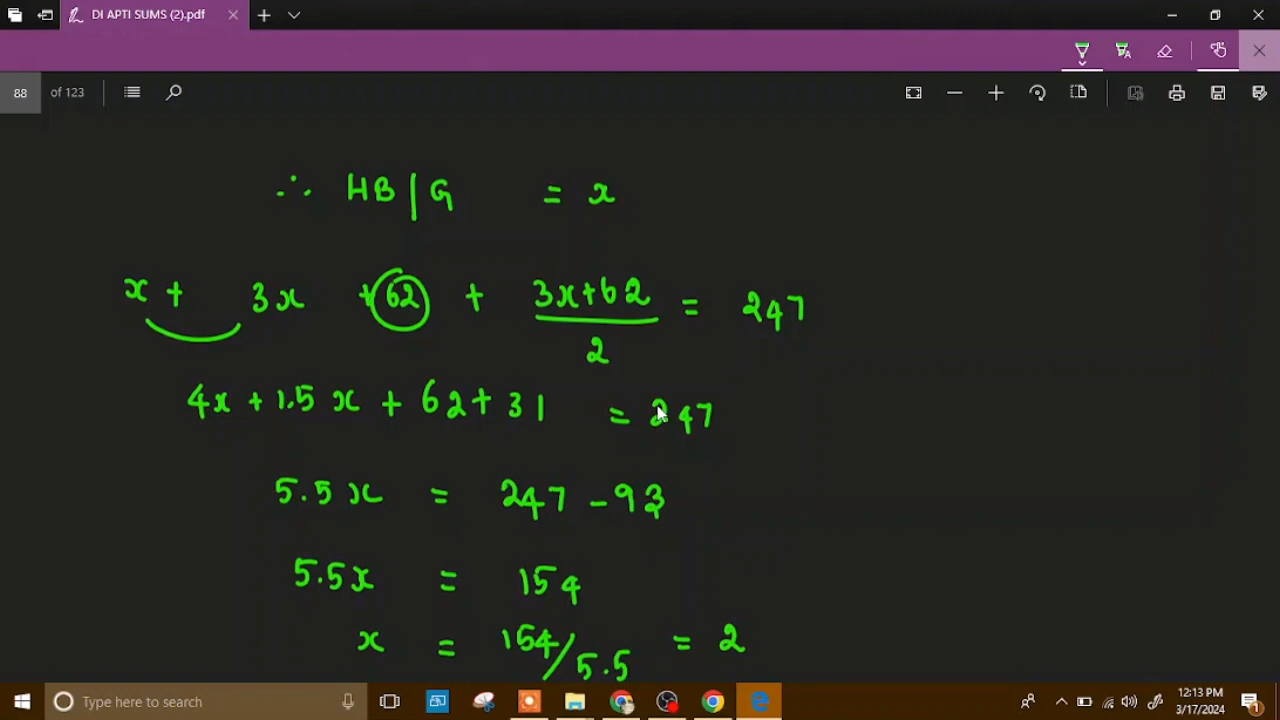 DI APTI SUMS (2).pdf
88 of 123
∴ HB|G = x
x + 3x + 62 + (3x+62)/2 = 247
4x + 1.5x + 62 + 31 = 247
5.5x = 247 - 93
5.5x = 154
x = 154/5.5 = 2
Type here to search
12:13 PM
3/17/2024